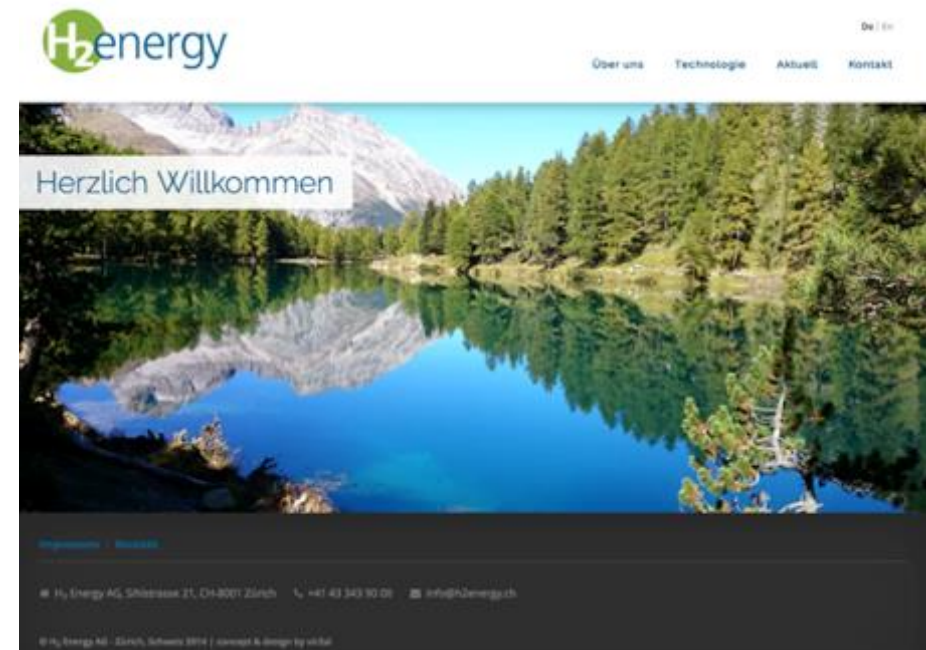 H2energy
De | En
Über uns Technologie Aktuell Kontakt
Herzlich Willkommen
Impressum Kontakt
H2 Energy AG, Sihlstrasse 21, CH-8001 Zürich +41 43 343 90 00 info@h2energy.ch
© H2 Energy AG - Zürich, Schweiz 2014 | concept & design by